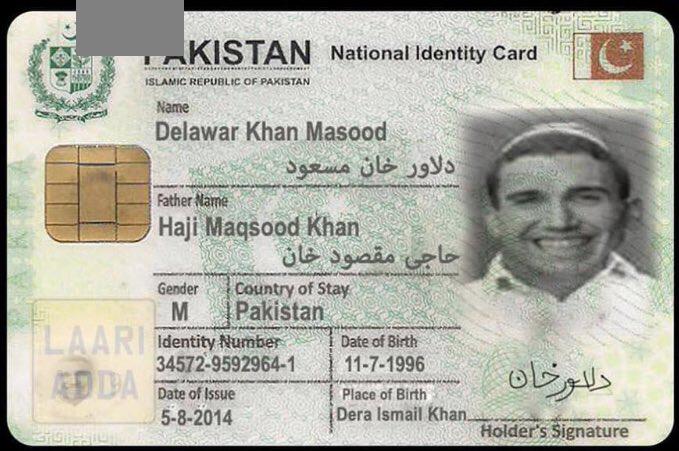 PAKISTAN National Identity Card
ISLAMIC REPUBLIC OF PAKISTAN
Name
Delawar Khan Masood
دلاور خان مسعود
Father Name
Haji Maqsood Khan
حاجی مقصود خان
Gender
M
Country of Stay
Pakistan
Identity Number
34572-9592964-1
Date of Birth
11-7-1996
Date of Issue
5-8-2014
Place of Birth
Dera Ismail Khan
LAARI
ADDA
دلاور خان
Holder's Signature